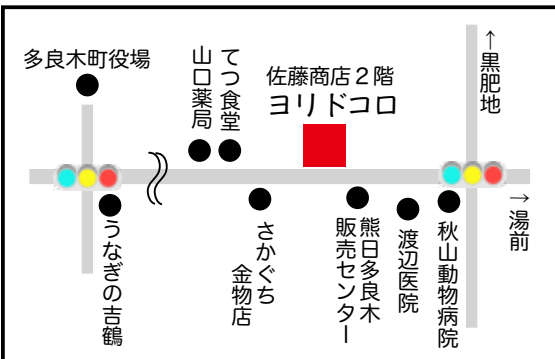 多良木町役場
山口薬局
てつ食堂
佐藤商店２階
ヨリドコロ
↑黒肥地
→湯前
うなぎの吉鶴
さかぐち
金物店
熊日多良木
販売センター
渡辺医院
秋山動物病院